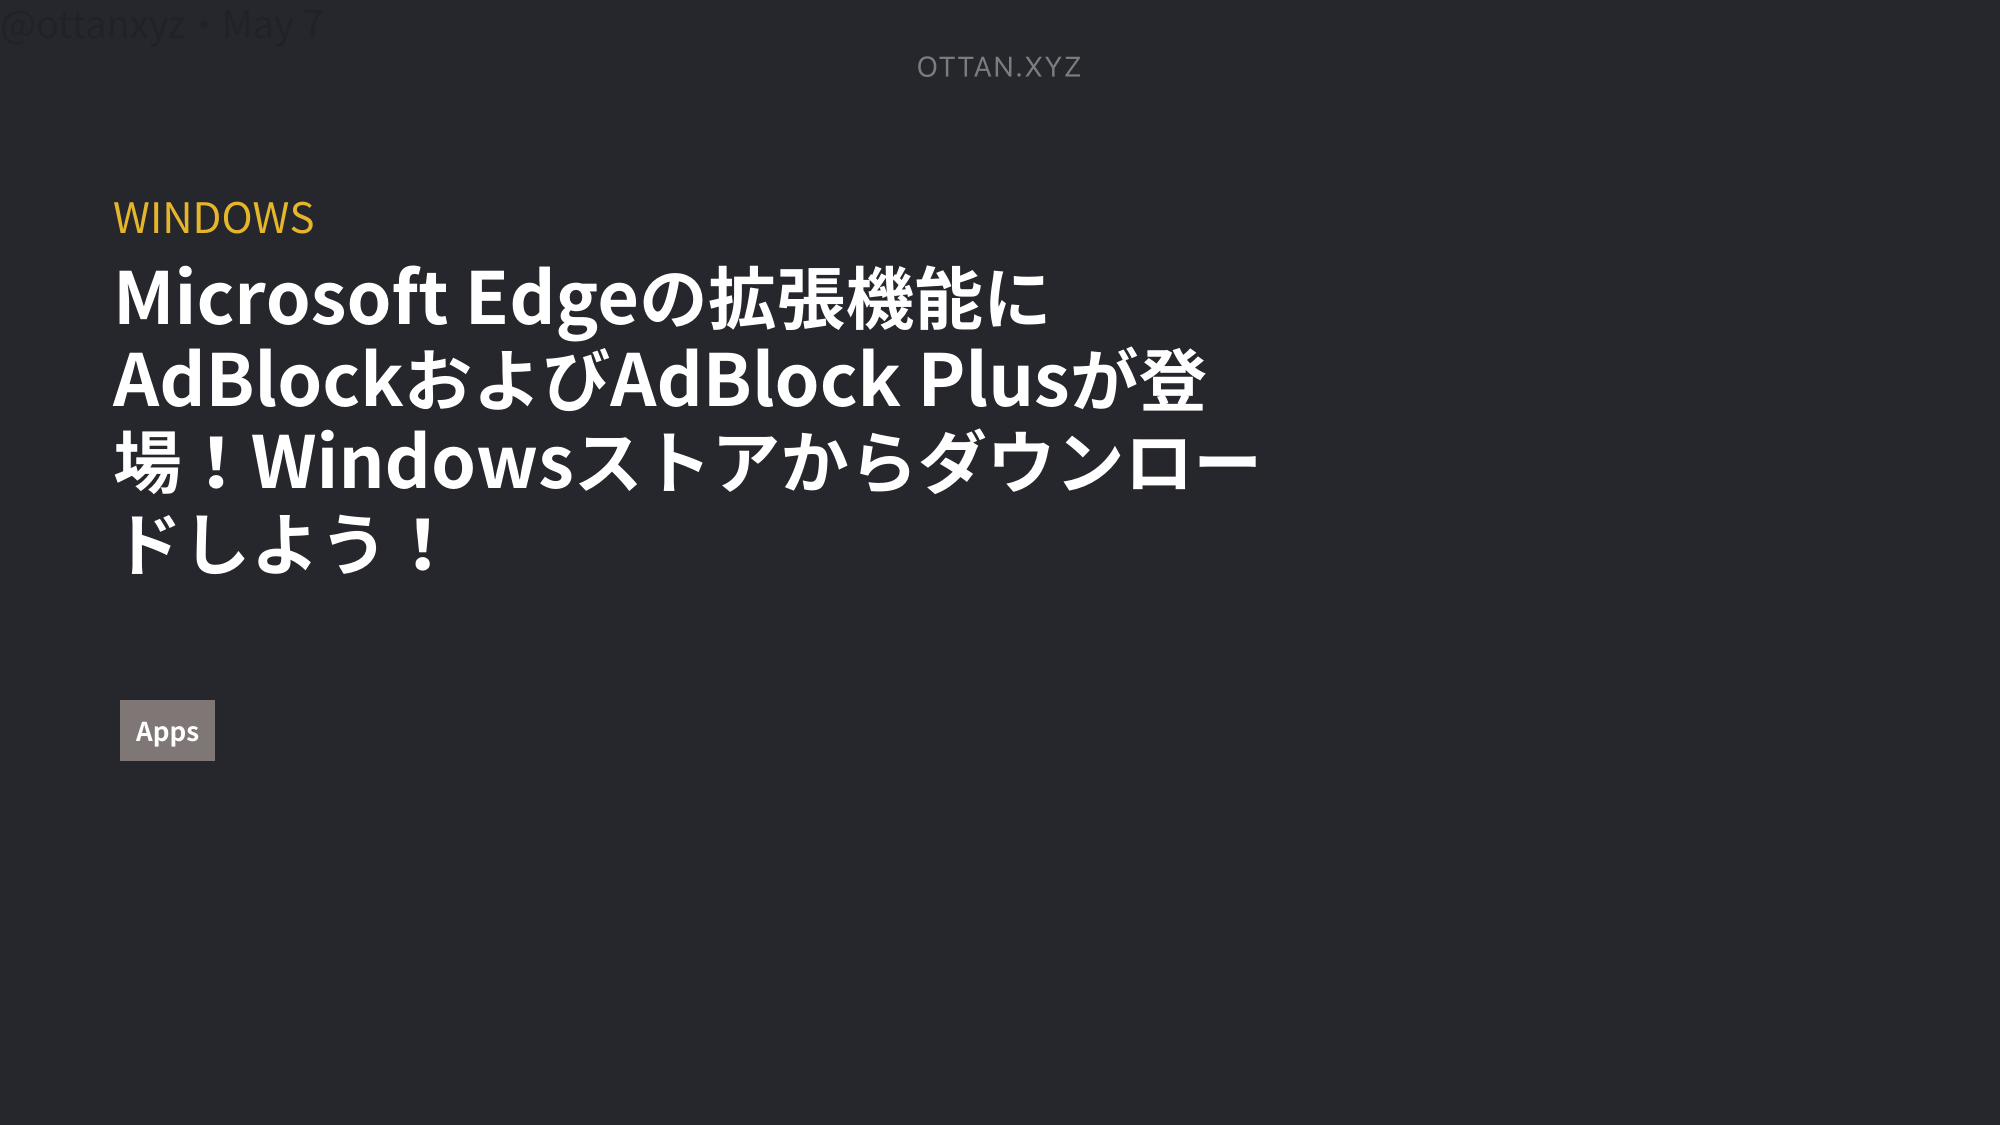 @ottanxyz・May 7
OTTAN.XYZ
WINDOWS
Microsoft Edgeの拡張機能に
AdBlockおよびAdBlock Plusが登
場！Windowsストアからダウンロー
ドしよう！
Apps